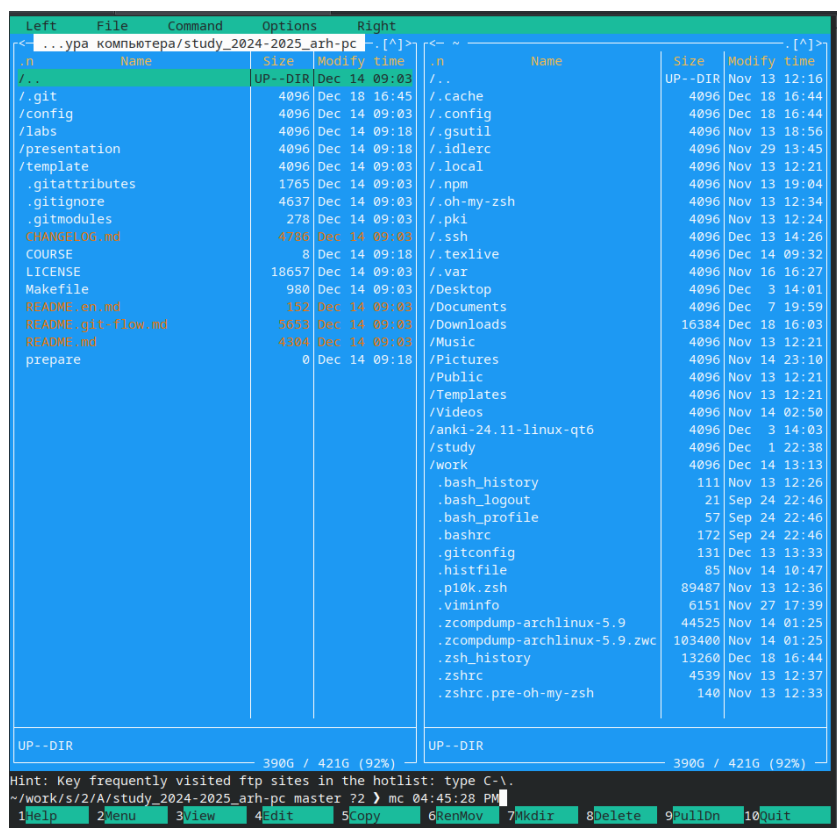 Left File Command Options Right
<— ...ура компьютера/study_2024-2025_arh-pc —.[^]>
.n Name Size Modify time
/.. UP--DIR Dec 14 09:03
/.git 4096 Dec 18 16:45
/config 4096 Dec 14 09:03
/labs 4096 Dec 14 09:18
/presentation 4096 Dec 14 09:18
/template 4096 Dec 14 09:03
.gitattributes 1765 Dec 14 09:03
.gitignore 4637 Dec 14 09:03
.gitmodules 278 Dec 14 09:03
CHANGELOG.md 4786 Dec 14 09:03
COURSE 8 Dec 14 09:18
LICENSE 18657 Dec 14 09:03
Makefile 980 Dec 14 09:03
README.en.md 152 Dec 14 09:03
README.git-flow.md 5653 Dec 14 09:03
README.md 4304 Dec 14 09:03
prepare 0 Dec 14 09:18
UP--DIR
390G / 421G (92%)
<— ~ —.[^]>
.n Name Size Modify time
/.. UP--DIR Nov 13 12:16
/.cache 4096 Dec 18 16:44
/.config 4096 Dec 18 16:44
/.gsutil 4096 Nov 13 18:56
/.idlerc 4096 Nov 29 13:45
/.local 4096 Nov 13 12:21
/.npm 4096 Nov 13 19:04
/.oh-my-zsh 4096 Nov 13 12:34
/.pki 4096 Nov 13 12:24
/.ssh 4096 Dec 13 14:26
/.texlive 4096 Dec 14 09:32
/.var 4096 Nov 16 16:27
/Desktop 4096 Dec 3 14:01
/Documents 4096 Dec 7 19:59
/Downloads 16384 Dec 18 16:03
/Music 4096 Nov 13 12:21
/Pictures 4096 Nov 14 23:10
/Public 4096 Nov 13 12:21
/Templates 4096 Nov 13 12:21
/Videos 4096 Nov 14 02:50
/anki-24.11-linux-qt6 4096 Dec 3 14:03
/study 4096 Dec 1 22:38
/work 4096 Dec 14 13:13
.bash_history 111 Nov 13 12:26
.bash_logout 21 Sep 24 22:46
.bash_profile 57 Sep 24 22:46
.bashrc 172 Sep 24 22:46
.gitconfig 131 Dec 13 13:33
.histfile 85 Nov 14 10:47
.p10k.zsh 89487 Nov 13 12:36
.viminfo 6151 Nov 27 17:39
.zcompdump-archlinux-5.9 44525 Nov 14 01:25
.zcompdump-archlinux-5.9.zwc 103400 Nov 14 01:25
.zsh_history 13260 Dec 18 16:44
.zshrc 4539 Nov 13 12:37
.zshrc.pre-oh-my-zsh 140 Nov 13 12:33
UP--DIR
390G / 421G (92%)
Hint: Key frequently visited ftp sites in the hotlist: type C-\.
~/work/s/2/A/study_2024-2025_arh-pc master ?2 ❯ mc 04:45:28 PM
1Help 2Menu 3View 4Edit 5Copy 6RenMov 7Mkdir 8Delete 9PullDn 10Quit